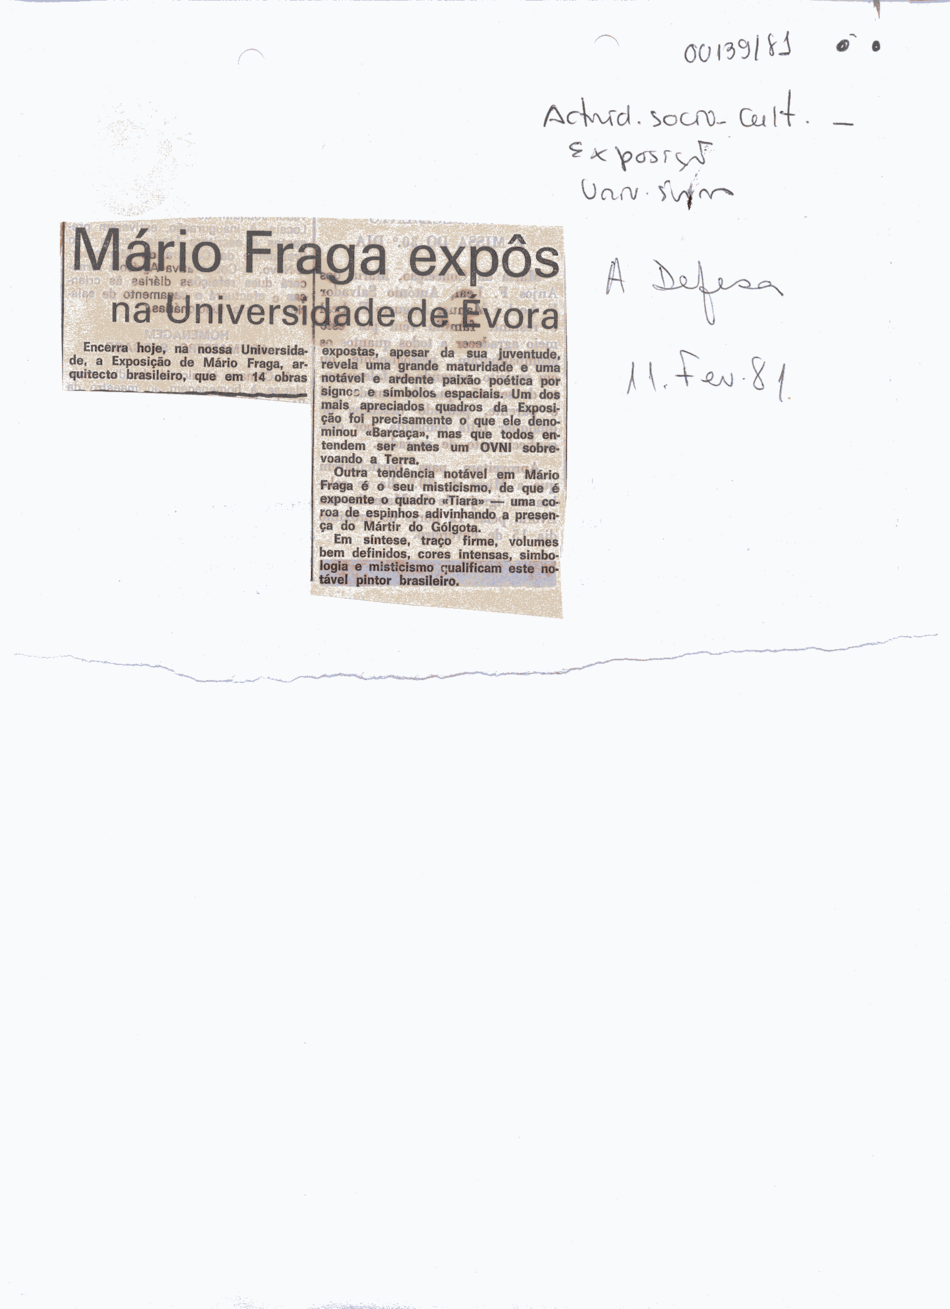 00139/81
Activid. socio-cult. —
Exposição
A Defesa
11. Fev. 81.
Mário Fraga expôs
na Universidade de Évora
Encerra hoje, na nossa Universida-
de, a Exposição de Mário Fraga, ar-
quitecto brasileiro, que em 14 obras
expostas, apesar da sua juventude,
revela uma grande maturidade e uma
notável e ardente paixão poética por
signos e símbolos espaciais. Um dos
mais apreciados quadros da Exposi-
ção foi precisamente o que ele deno-
minou «Barcaça», mas que todos en-
tendem ser antes um OVNI sobre-
voando a Terra.
Outra tendência notável em Mário
Fraga é o seu misticismo, de que é
expoente o quadro «Tiara» — uma co-
roa de espinhos adivinhando a presen-
ça do Mártir do Gólgota.
Em síntese, traço firme, volumes
bem definidos, cores intensas, simbo-
logia e misticismo qualificam este no-
tável pintor brasileiro.